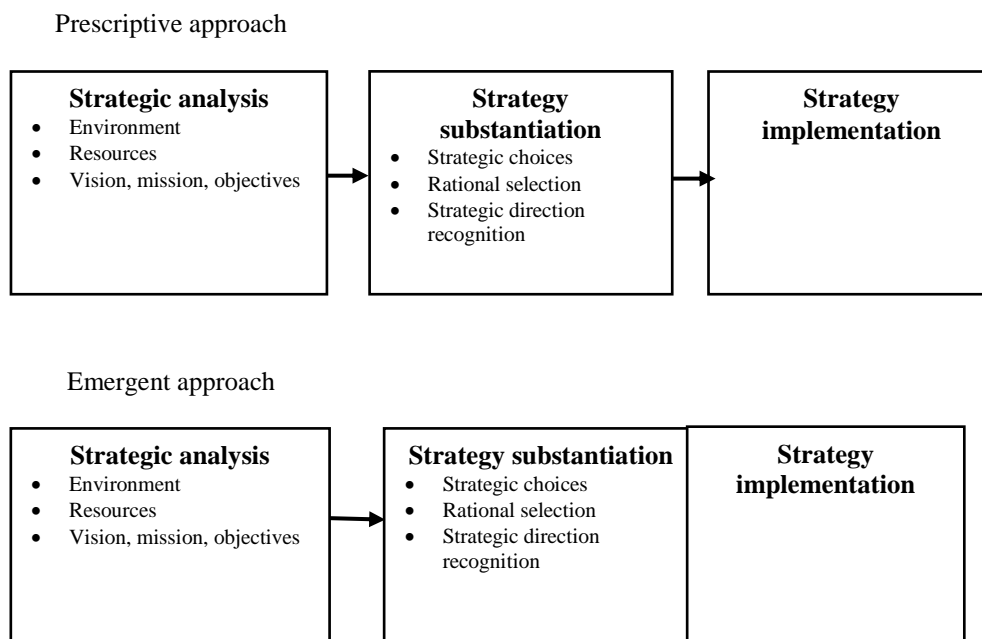 Prescriptive approach
Strategic analysis
• Environment
• Resources
• Vision, mission, objectives
Strategy
substantiation
• Strategic choices
• Rational selection
• Strategic direction
recognition
Strategy
implementation
Emergent approach
Strategic analysis
• Environment
• Resources
• Vision, mission, objectives
Strategy substantiation
• Strategic choices
• Rational selection
• Strategic direction
recognition
Strategy
implementation